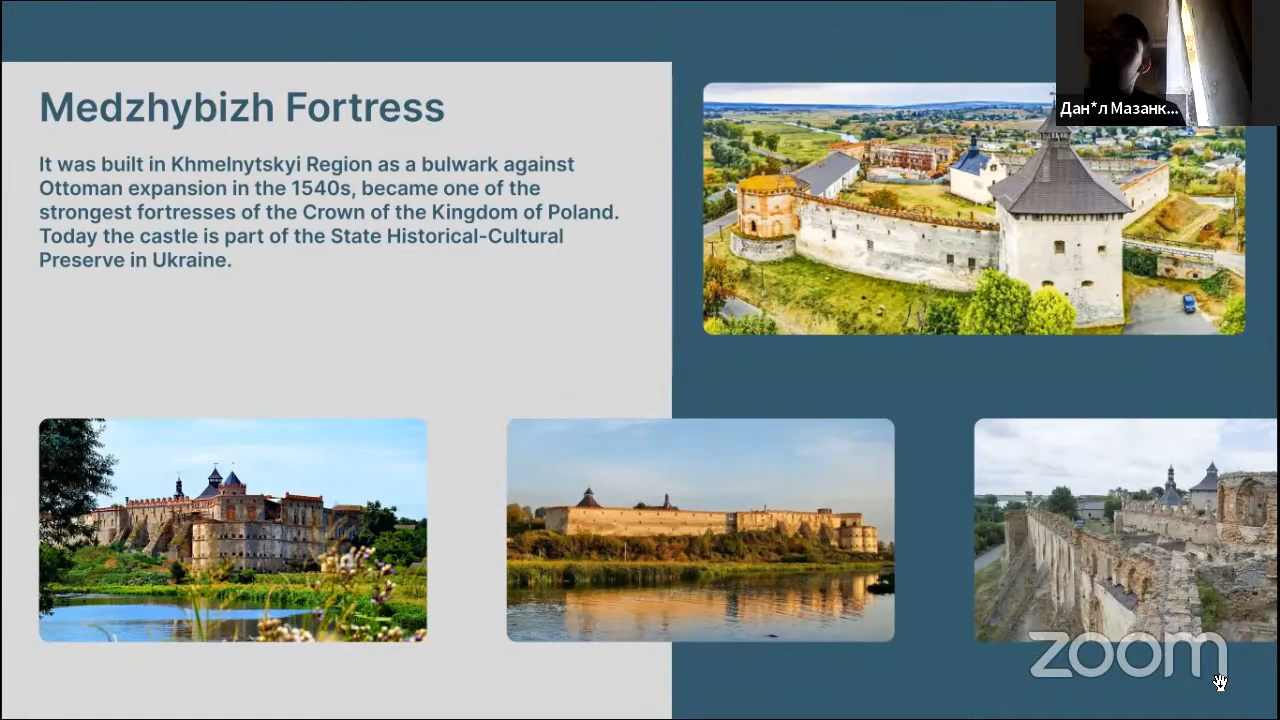 Medzhybizh Fortress
It was built in Khmelnytskyi Region as a bulwark against
Ottoman expansion in the 1540s, became one of the
strongest fortresses of the Crown of the Kingdom of Poland.
Today the castle is part of the State Historical-Cultural
Preserve in Ukraine.
Дан*л Мазанк...
zoom